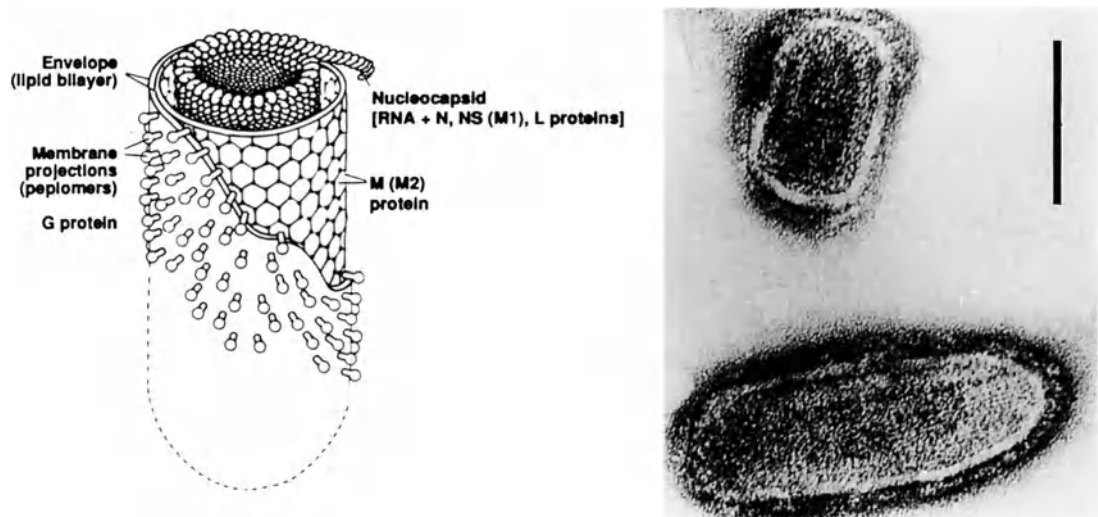 Envelope
(lipid bilayer)
Nucleocapsid
[RNA + N, NS (M1), L proteins]
Membrane
projections
(peplomers)
G protein
M (M2)
protein